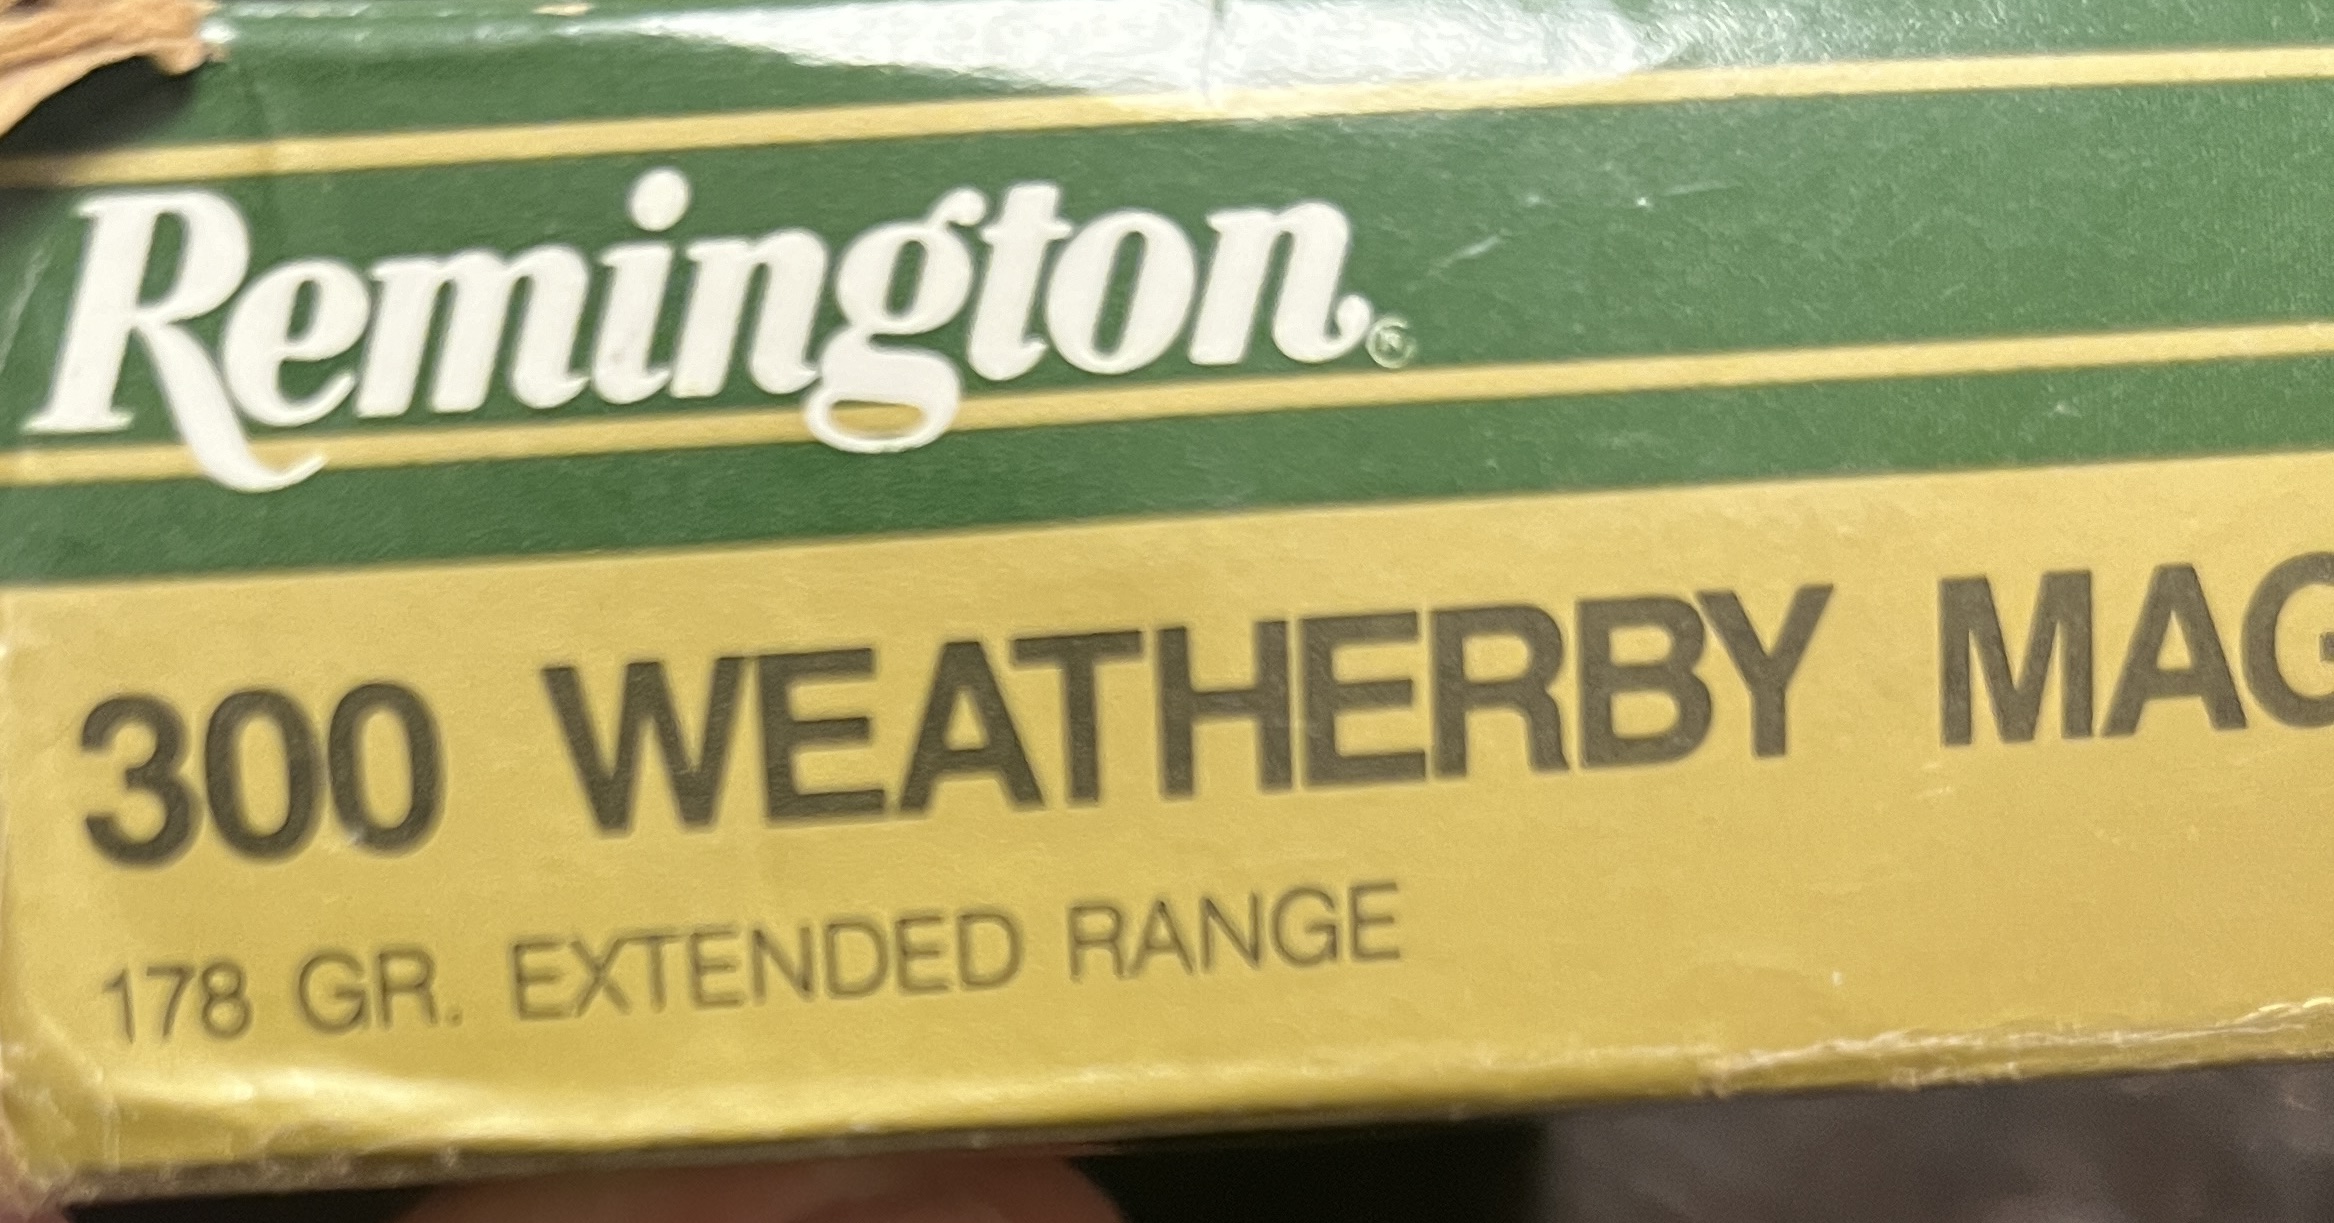 Remington®
300 WEATHERBY MAG
178 GR. EXTENDED RANGE